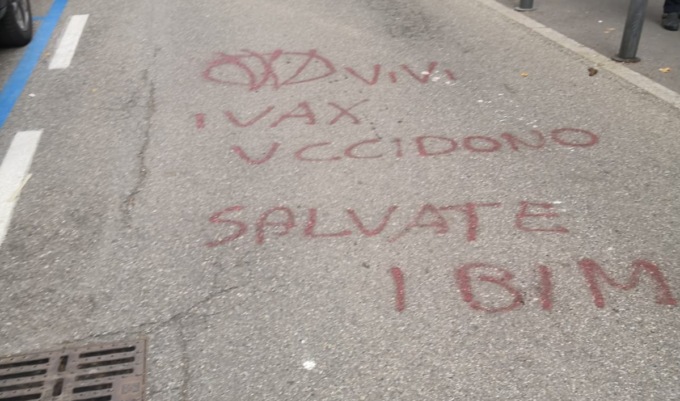 VIVI
I VAX
UCCIDONO
SALVATE
I BIM